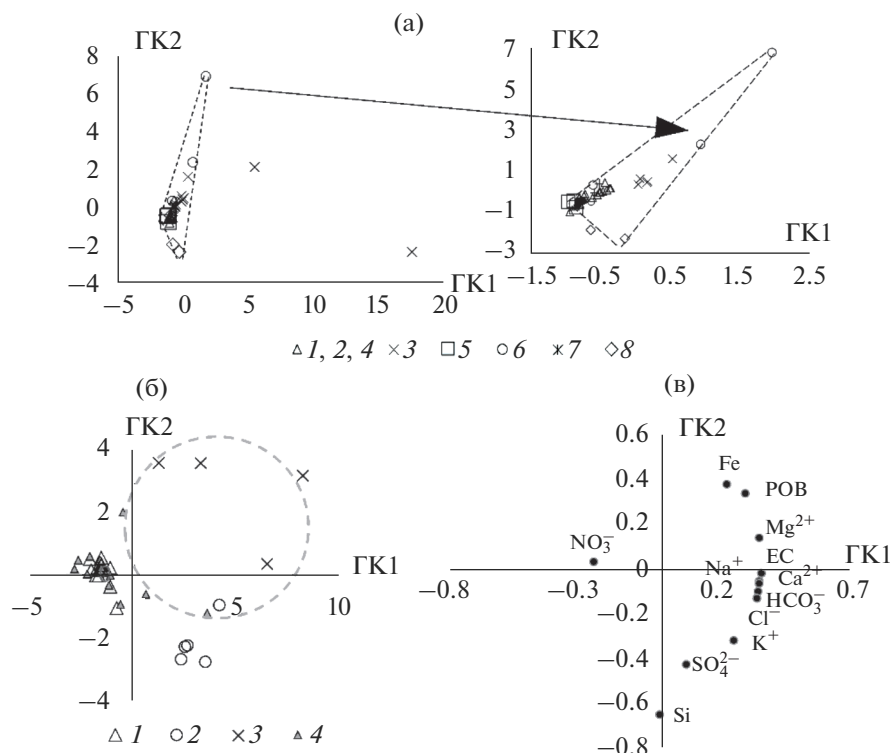 (а)
ГК2
8
6
4
2
0
−2
−4
−5
0
5
10
15
20
ГК1
ГК2
7
5
3
1
−1
−3
−1.5
−0.5
0.5
1.5
2.5
ГК1
1, 2, 4 3 5 6 7 8
(б)
ГК2
4
2
0
−2
−4
−5
5
10
ГК1
1 2 3 4
(в)
ГК2
0.6
0.4
0.2
0
−0.2
−0.4
−0.6
−0.8
−0.8
−0.3
0.2
0.7
ГК1
Fe
РОВ
Mg2+
NO3−
EC
Na+
Ca2+
HCO3−
Cl−
K+
SO42−
Si